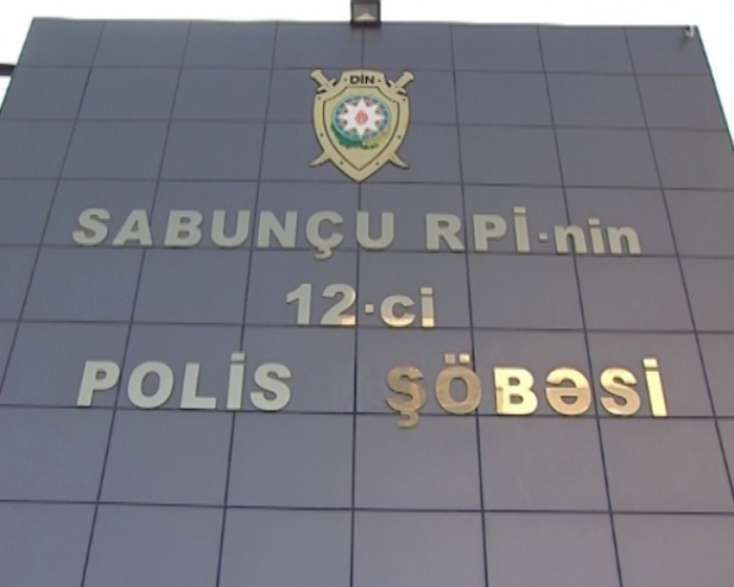 DİN
SABUNÇU RPİ-nin
12-ci
POLİS ŞÖBƏSİ